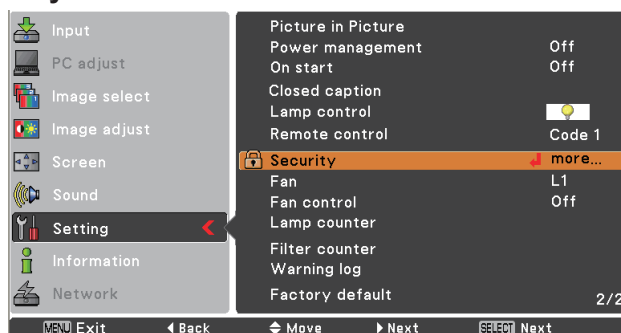 Input
PC adjust
Image select
Image adjust
Screen
Sound
Setting
Information
Network
Picture in Picture
Power management Off
On start Off
Closed caption
Lamp control
Remote control Code 1
Security more...
Fan L1
Fan control Off
Lamp counter
Filter counter
Warning log
Factory default
2/2
MENU Exit Back Move Next SELECT Next